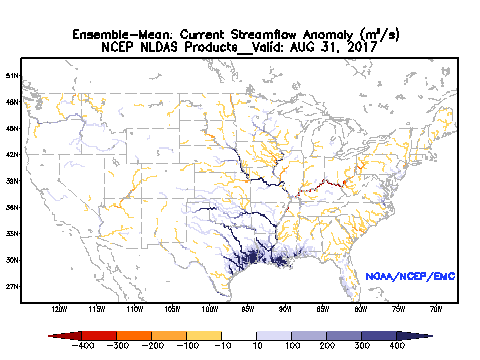 Ensemble-Mean: Current Streamflow Anomaly (m³/s)
NCEP NLDAS Products__Valid: AUG 31, 2017
51N
48N
45N
42N
39N
36N
33N
30N
27N
NOAA/NCEP/EMC
120W 115W 110W 105W 100W 95W 90W 85W 80W 75W 70W
-400 -300 -200 -100 -10 10 100 200 300 400